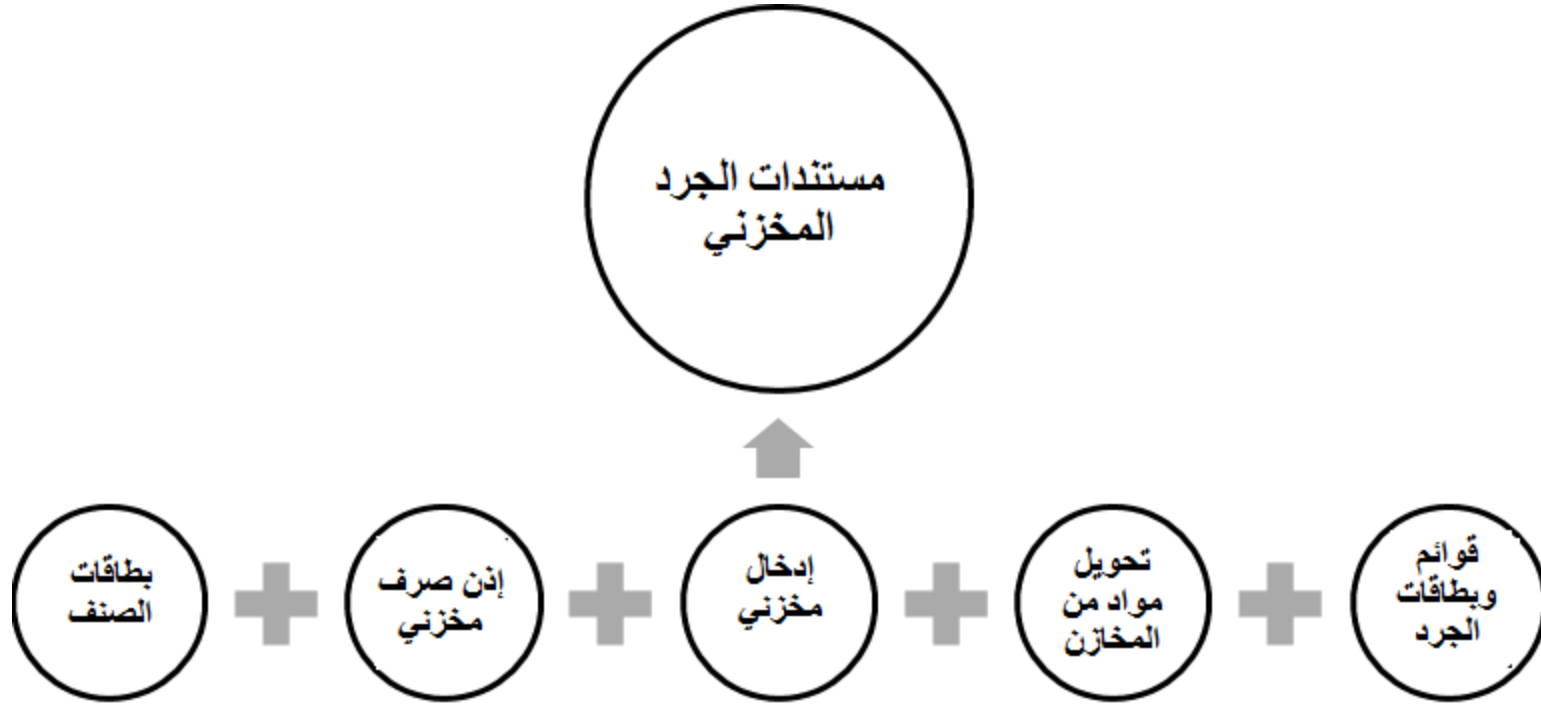 مستندات الجرد
المخزني
قوائم
وبطاقات
الجرد
تحويل
مواد من
المخازن
إدخال
مخزني
إذن صرف
مخزني
بطاقات
الصنف